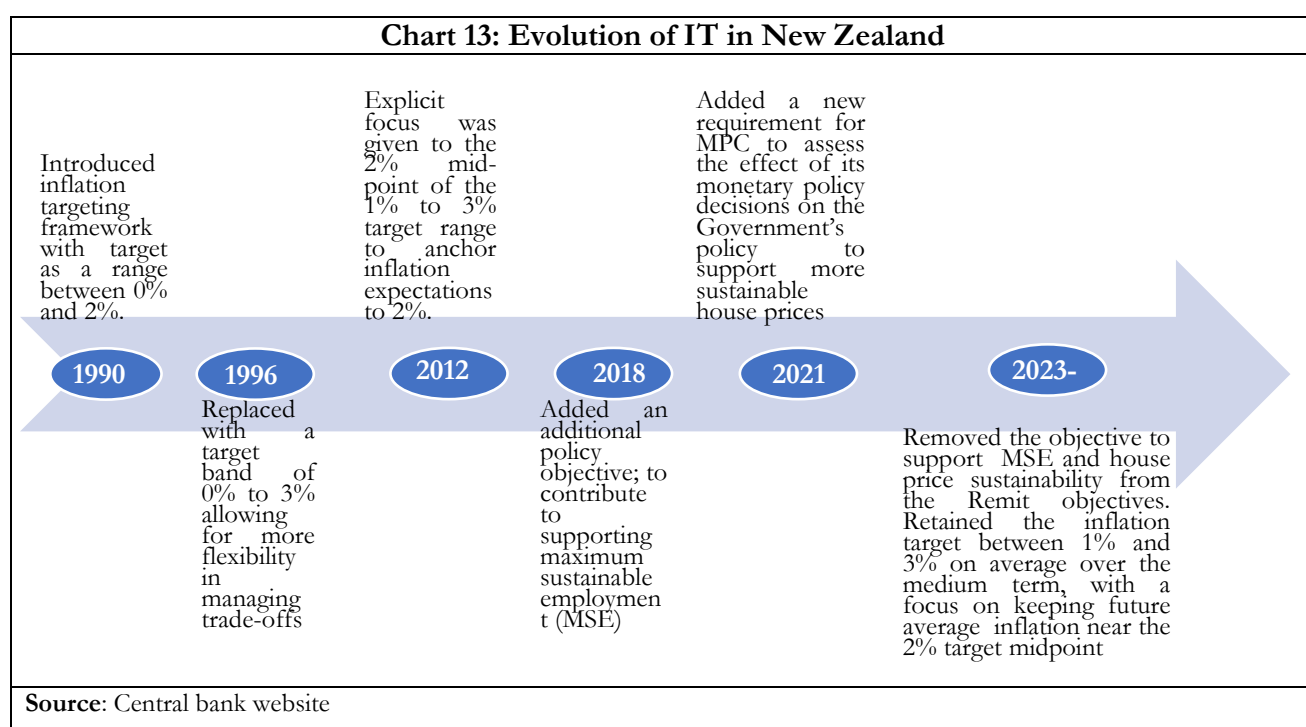 Chart 13: Evolution of IT in New Zealand
Introduced
inflation
targeting
framework
with target
as a range
between 0%
and 2%.
1990
1996
Replaced
with a
target
band of
0% to 3%
allowing
for more
flexibility
in
managing
trade-offs
Explicit
focus was
given to the
2% mid-
point of the
1% to 3%
target range
to anchor
inflation
expectations
to 2%.
2012
2018
Added an
additional
policy
objective; to
contribute
to
supporting
maximum
sustainable
employmen
t (MSE)
Added a new
requirement for
MPC to assess
the effect of its
monetary policy
decisions on the
Government's
policy to
support more
sustainable
house prices
2021
2023-
Removed the objective to
support MSE and house
price sustainability from
the Remit objectives.
Retained the inflation
target between 1% and
3% on average over the
medium term, with a
focus on keeping future
average inflation near the
2% target midpoint
Source: Central bank website